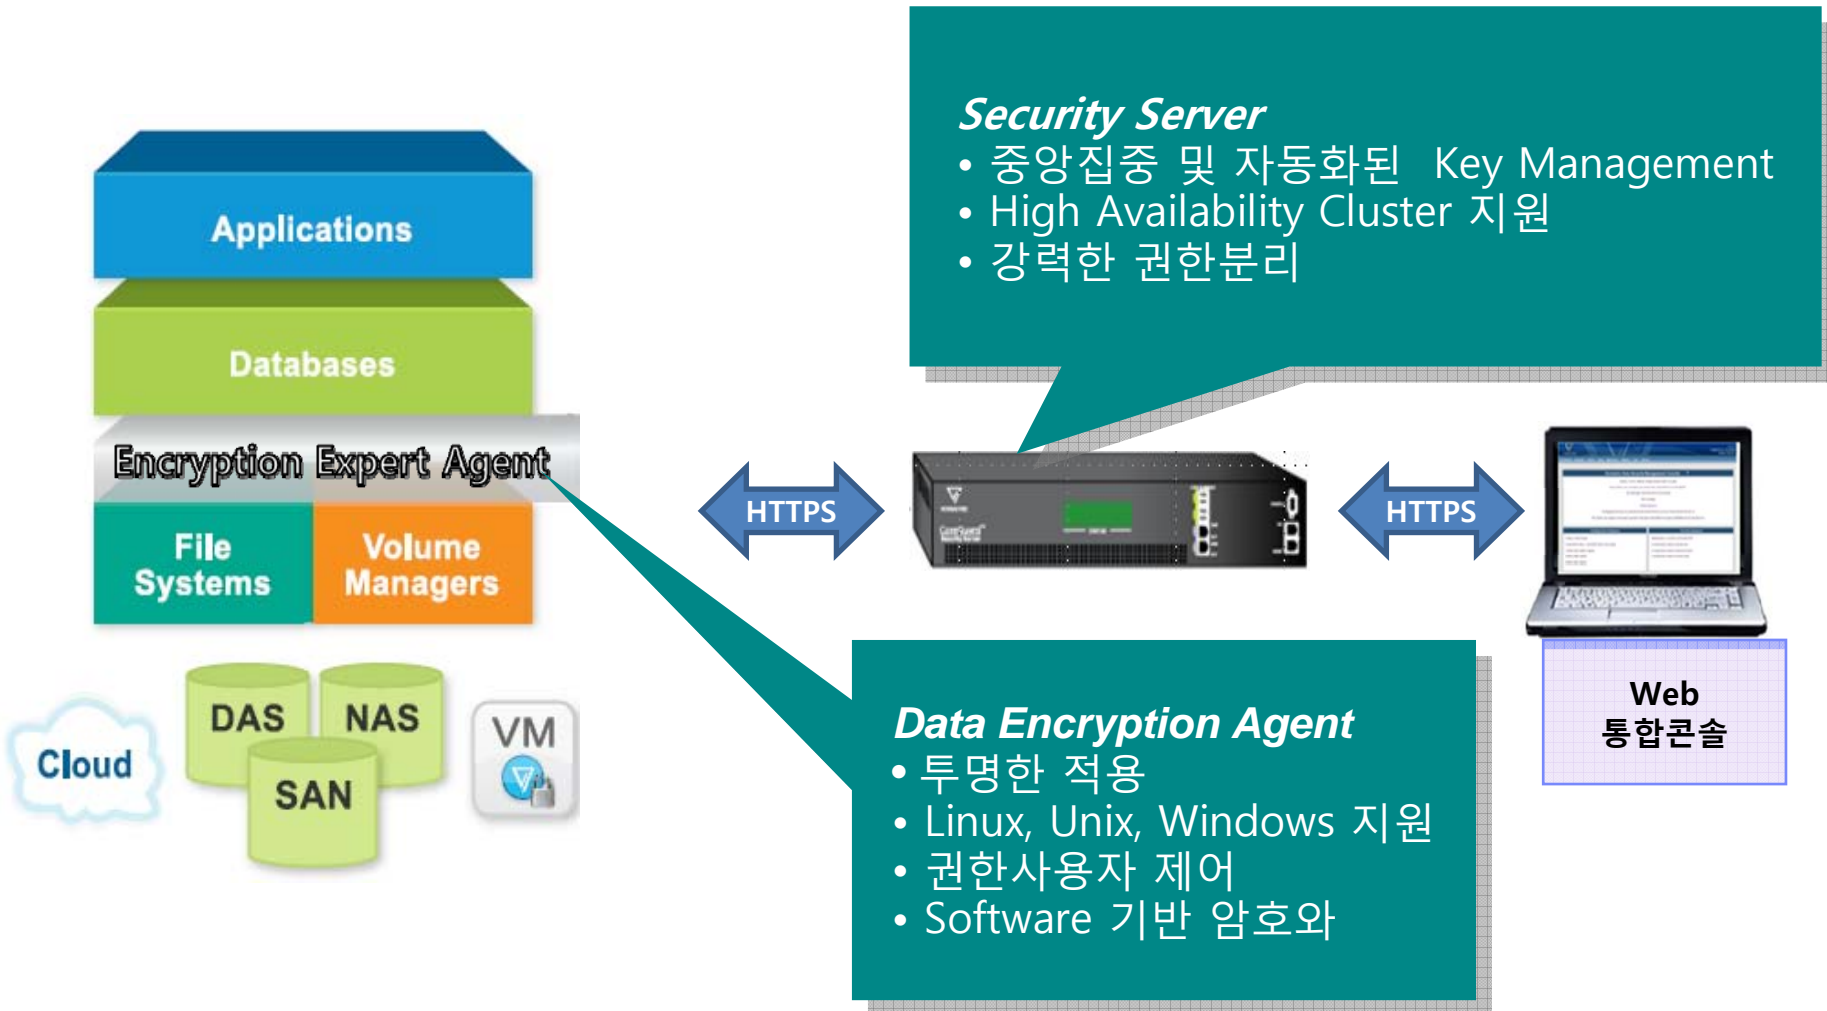 Security Server
• 중앙집중 및 자동화된 Key Management
• High Availability Cluster 지원
• 강력한 권한분리
Applications
Databases
Encryption Expert Agent
File
Systems
Volume
Managers
HTTPS
HTTPS
Cloud
DAS
NAS
SAN
VM
Data Encryption Agent
• 투명한 적용
• Linux, Unix, Windows 지원
• 권한사용자 제어
• Software 기반 암호와
Web
통합콘솔